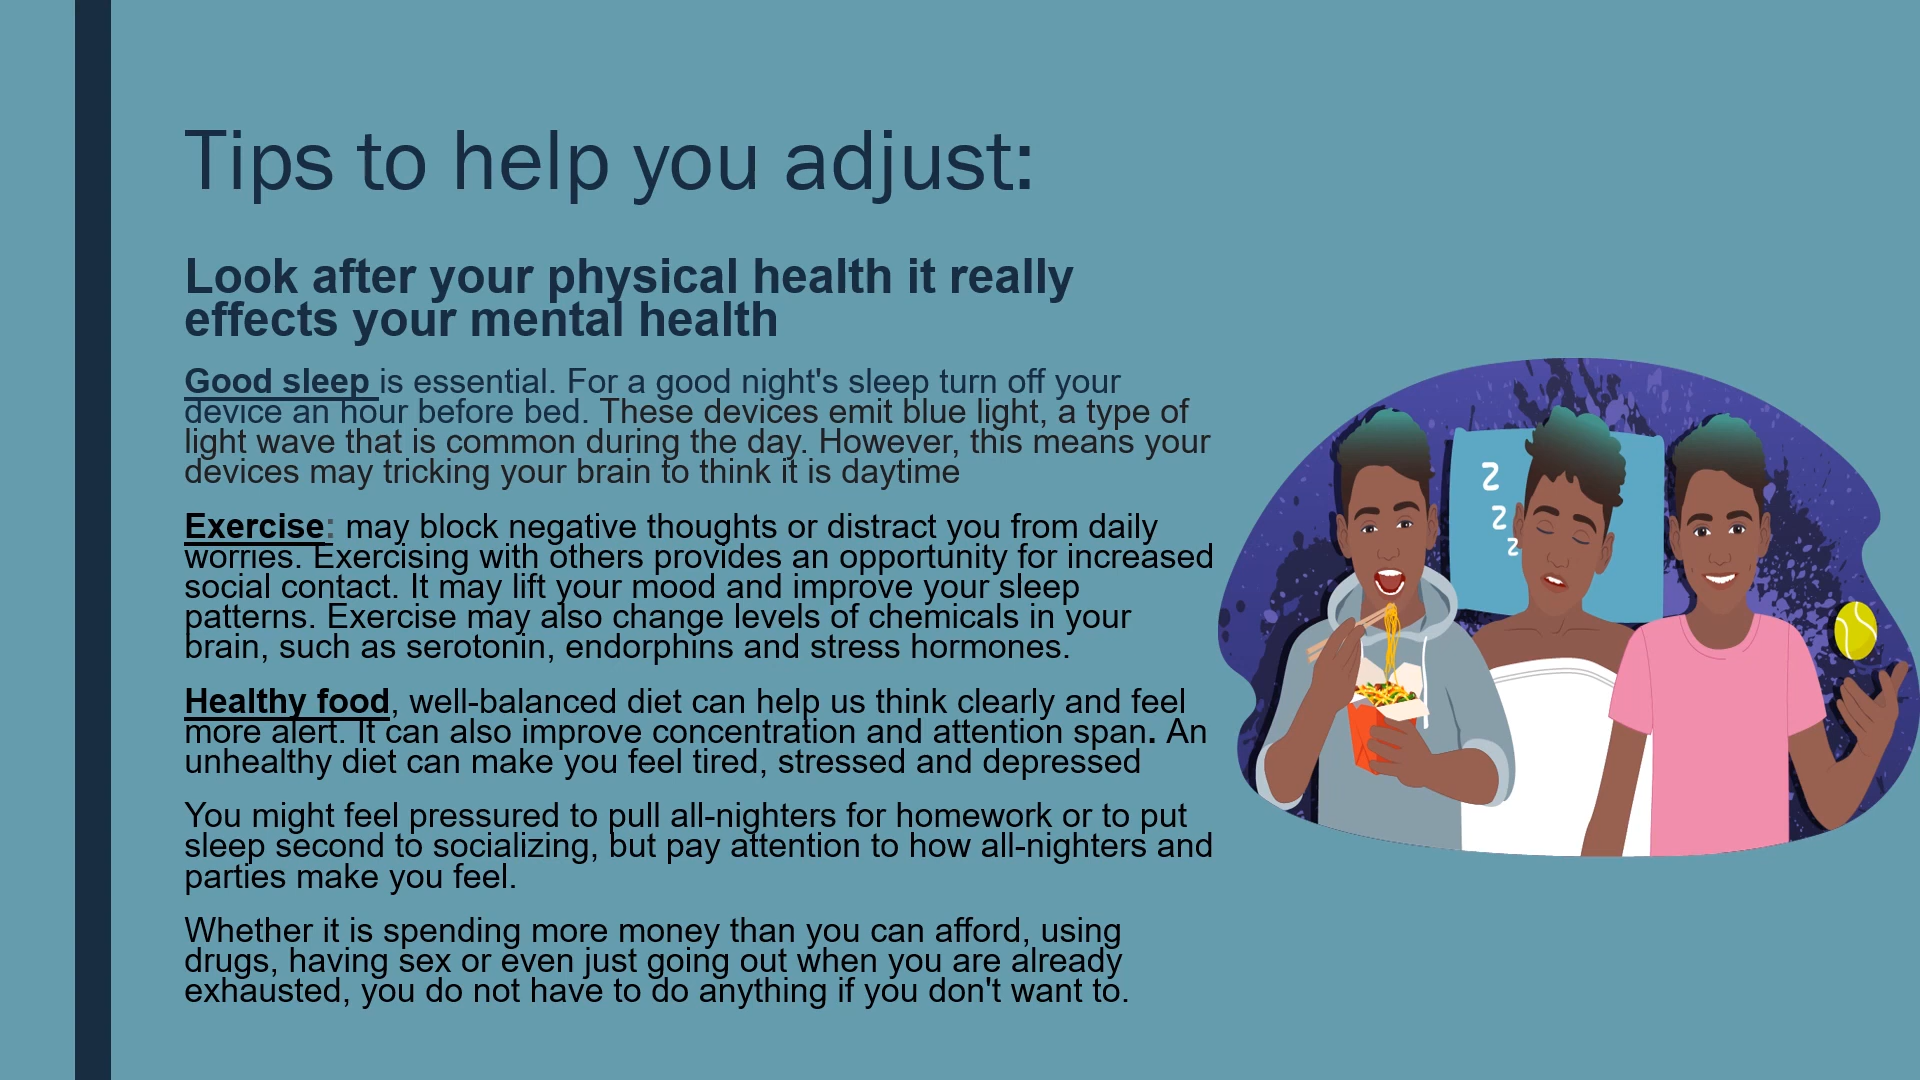 Tips to help you adjust:
Look after your physical health it really
effects your mental health
Good sleep is essential. For a good night's sleep turn off your
device an hour before bed. These devices emit blue light, a type of
light wave that is common during the day. However, this means your
devices may tricking your brain to think it is daytime
Exercise: may block negative thoughts or distract you from daily
worries. Exercising with others provides an opportunity for increased
social contact. It may lift your mood and improve your sleep
patterns. Exercise may also change levels of chemicals in your
brain, such as serotonin, endorphins and stress hormones.
Healthy food, well-balanced diet can help us think clearly and feel
more alert. It can also improve concentration and attention span. An
unhealthy diet can make you feel tired, stressed and depressed
You might feel pressured to pull all-nighters for homework or to put
sleep second to socializing, but pay attention to how all-nighters and
parties make you feel.
Whether it is spending more money than you can afford, using
drugs, having sex or even just going out when you are already
exhausted, you do not have to do anything if you don't want to.
z
z
z